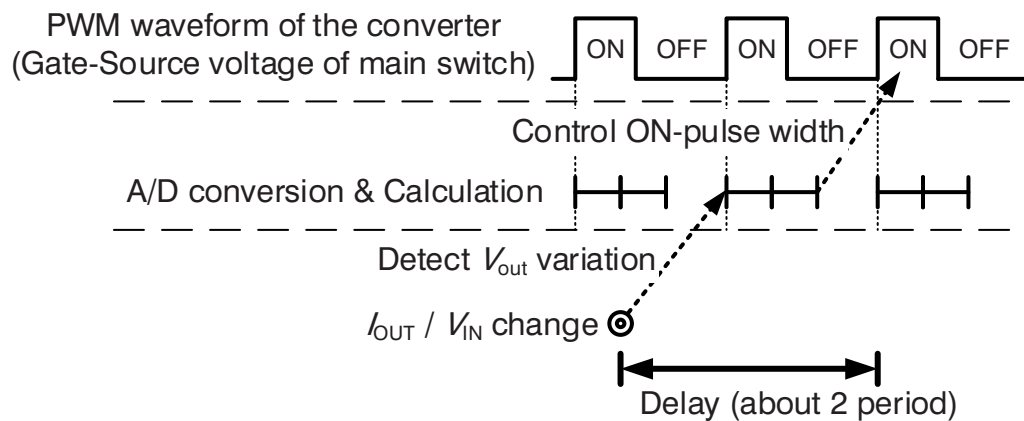 PWM waveform of the converter
(Gate-Source voltage of main switch)
ON OFF ON OFF ON OFF
Control ON-pulse width
A/D conversion & Calculation
Detect Vout variation
IOUT / VIN change
Delay (about 2 period)